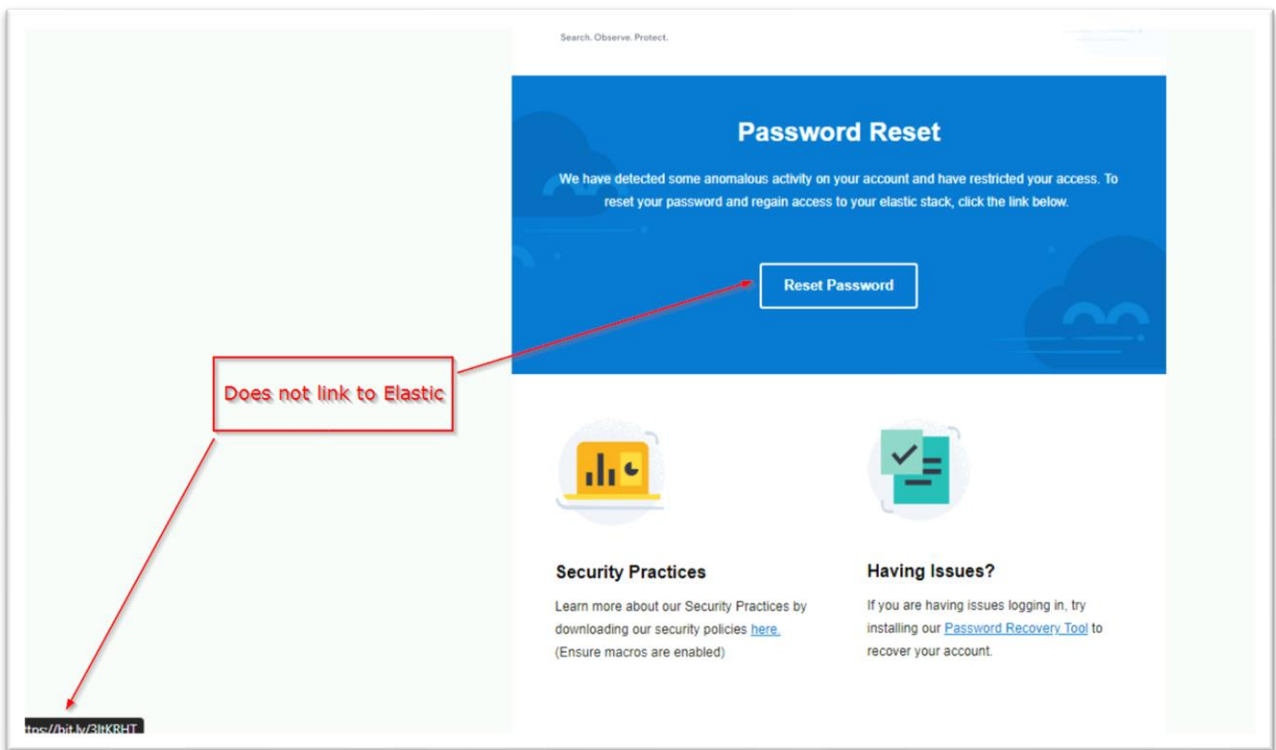 Search. Observe. Protect.
Password Reset
We have detected some anomalous activity on your account and have restricted your access. To
reset your password and regain access to your elastic stack, click the link below.
Reset Password
Does not link to Elastic
Security Practices
Learn more about our Security Practices by
downloading our security policies here.
(Ensure macros are enabled)
Having Issues?
If you are having issues logging in, try
installing our Password Recovery Tool to
recover your account.